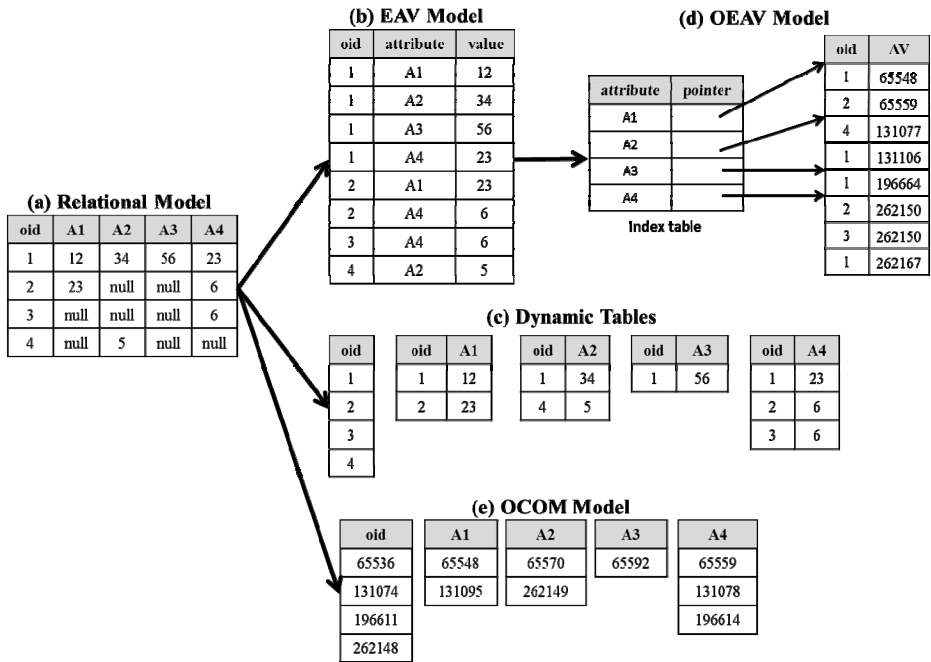 (b) EAV Model
oid attribute value
1 A1 12
1 A2 34
1 A3 56
1 A4 23
2 A1 23
2 A4 6
3 A4 6
4 A2 5
(d) OEAV Model
attribute pointer
A1
A2
A3
A4
Index table
oid AV
1 65548
2 65559
4 131077
1 131106
1 196664
2 262150
3 262150
1 262167
(a) Relational Model
oid A1 A2 A3 A4
1 12 34 56 23
2 23 null null 6
3 null null null 6
4 null 5 null null
(c) Dynamic Tables
oid
1
2
3
4
oid A1
1 12
2 23
oid A2
1 34
4 5
oid A3
1 56
oid A4
1 23
2 6
3 6
(e) OCOM Model
oid
65536
131074
196611
262148
A1
65548
131095
A2
65570
262149
A3
65592
A4
65559
131078
196614